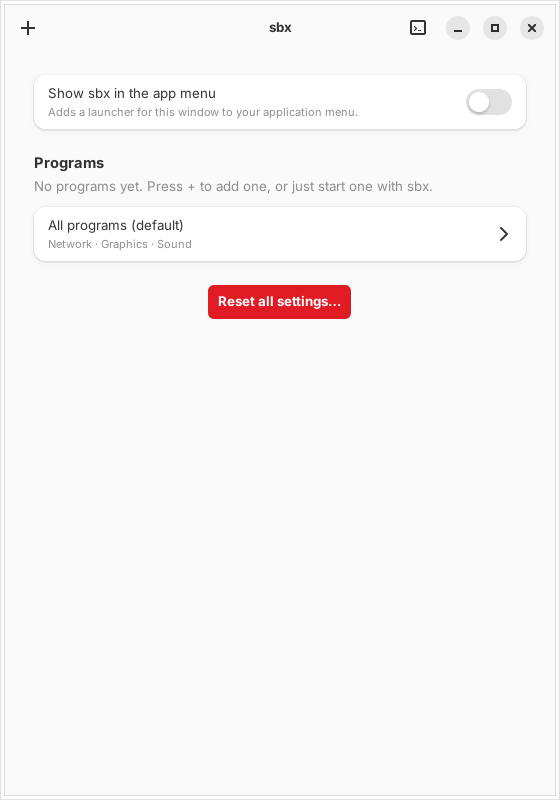 sbx
Show sbx in the app menu
Adds a launcher for this window to your application menu.
Programs
No programs yet. Press + to add one, or just start one with sbx.
All programs (default)
Network · Graphics · Sound
Reset all settings...